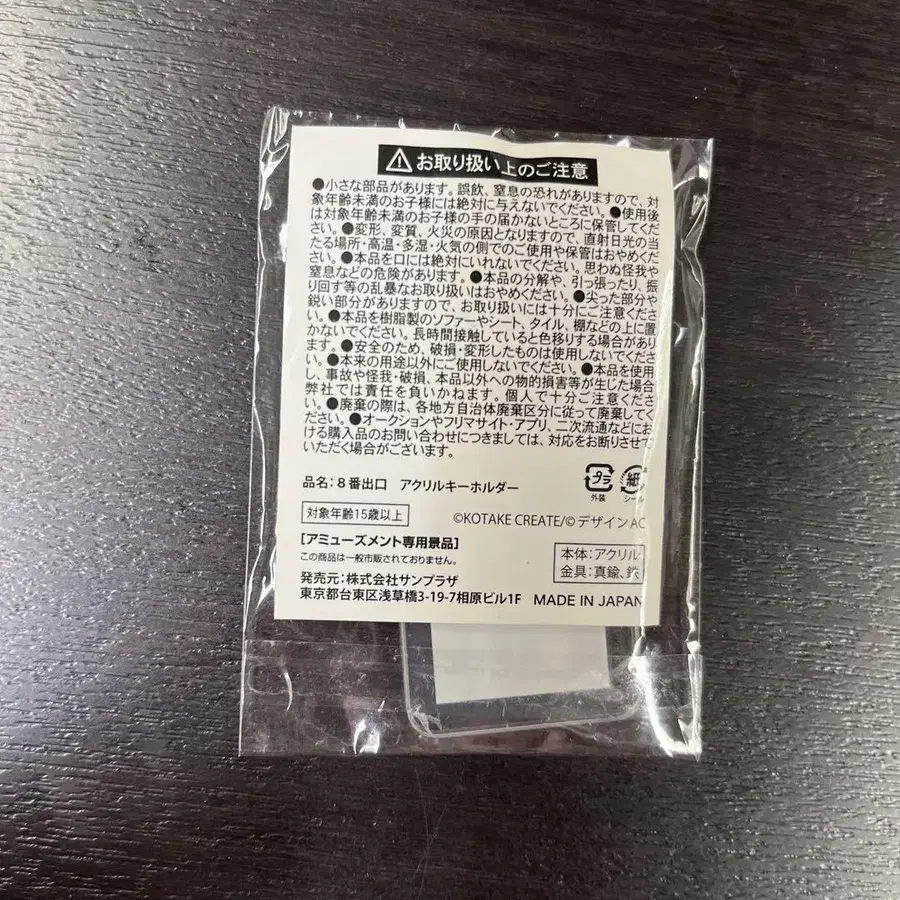 お取り扱い上のご注意
●小さな部品があります。誤飲、窒息の恐れがありますので、対
象年齢未満のお子様には絶対に与えないでください。●使用後
は対象年齢未満のお子様の手の届かないところに保管してくだ
さい。●変形、変質、火災の原因となりますので、直射日光の当
たる場所・高温・多湿・火気の側でのご使用や保管はおやめくだ
さい。●本品を口には絶対にいれないでください。思わぬ怪我や
窒息などの危険があります。●本品の分解や、引っ張ったり、振
り回す等の乱暴なお取り扱いはおやめください。●尖った部分や
鋭い部分がありますので、お取り扱いには十分にご注意くださ
い。●本品を樹脂製のソファーやシート、タイル、棚などの上に置
かないでください。長時間接触していると色移りする場合があり
ます。●安全のため、破損・変形したものは使用しないでくださ
い。●本来の用途以外にご使用しないでください。●本品を使用
し、事故や怪我・破損、本品以外への物的損害等が生じた場合
弊社では責任を負いかねます。個人で十分ご注意くださ
い。●廃棄の際は、各地方自治体廃棄区分に従って廃棄してく
ださい。●オークションやフリマサイト・アプリ、二次流通などにお
ける購入品のお問い合わせにつきましては、対応をお断りさせて
いただく場合がございます。
品名：8番出口 アクリルキーホルダー
プラ 外装
紙 シール
対象年齢15歳以上
©KOTAKE CREATE/©デザインAC
[アミューズメント専用景品]
この商品は一般市販されておりません。
本体：アクリル
金具：真鍮、鉄
発売元：株式会社サンプラザ
東京都台東区浅草橋3-19-7相原ビル1F MADE IN JAPAN